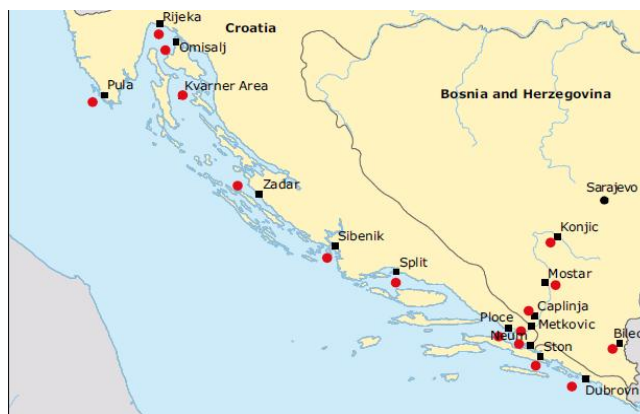 Rijeka
Croatia
Omisalj
Pula
Kvarner Area
Bosnia and Herzegovina
Zadar
Sarajevo
Sibenik
Konjic
Split
Mostar
Caplinja
Ploce
Metkovic
Neum
Bilec
Ston
Dubrovn